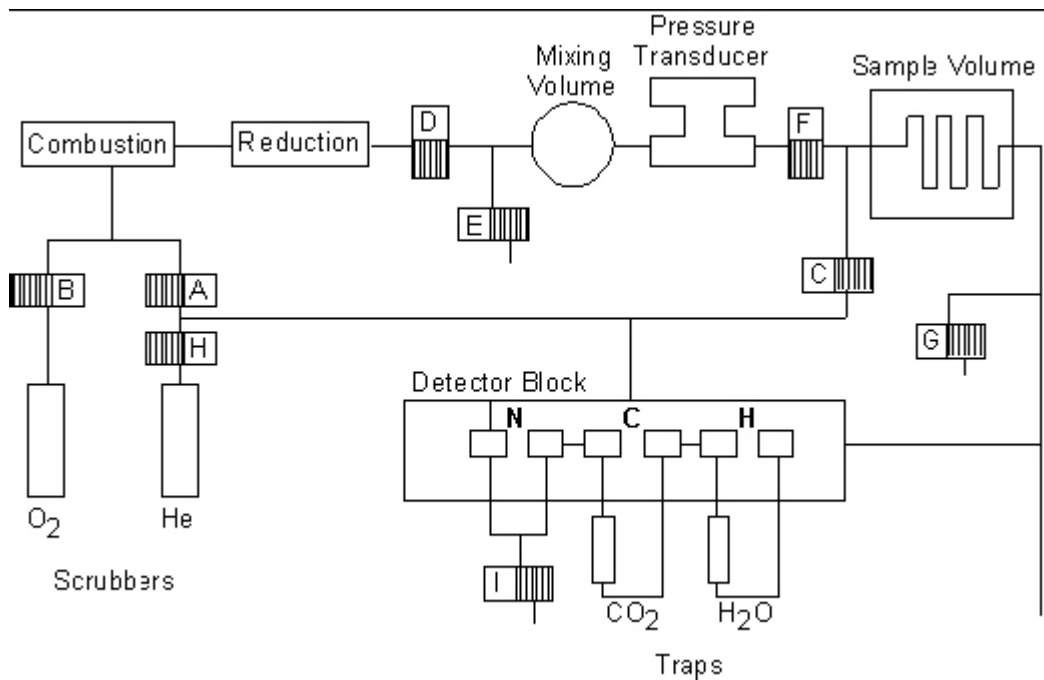 Pressure
Transducer
Mixing
Volume
Sample Volume
D
F
Combustion
Reduction
E
C
B
A
H
G
Detector Block
N C H
O2
He
I
Scrubbers
CO2
H2O
Traps